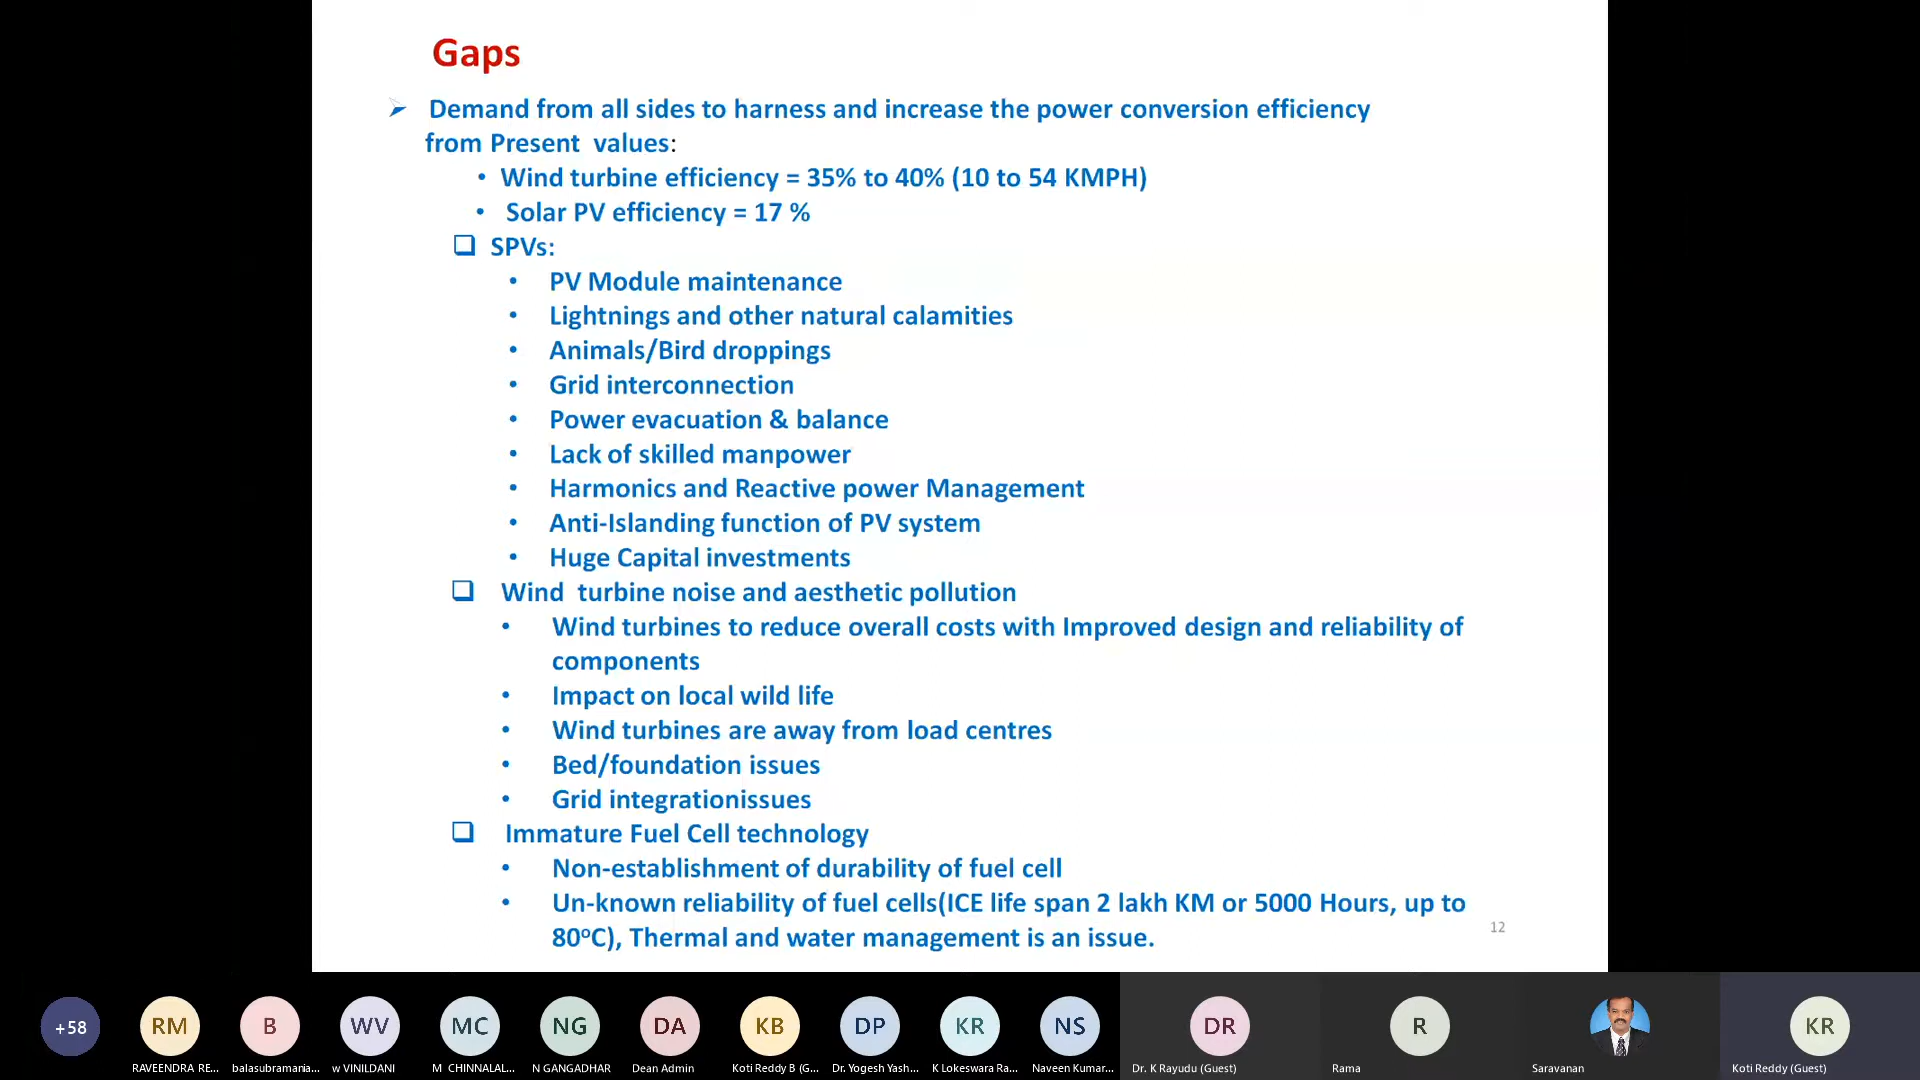 Gaps
Demand from all sides to harness and increase the power conversion efficiency
from Present values:
• Wind turbine efficiency = 35% to 40% (10 to 54 KMPH)
• Solar PV efficiency = 17 %
SPVs:
• PV Module maintenance
• Lightnings and other natural calamities
• Animals/Bird droppings
• Grid interconnection
• Power evacuation & balance
• Lack of skilled manpower
• Harmonics and Reactive power Management
• Anti-Islanding function of PV system
• Huge Capital investments
Wind turbine noise and aesthetic pollution
• Wind turbines to reduce overall costs with Improved design and reliability of
components
• Impact on local wild life
• Wind turbines are away from load centres
• Bed/foundation issues
• Grid integrationissues
Immature Fuel Cell technology
• Non-establishment of durability of fuel cell
• Un-known reliability of fuel cells(ICE life span 2 lakh KM or 5000 Hours, up to
80°C), Thermal and water management is an issue.
12
+58 RM B WV MC NG DA KB DP KR NS DR R KR
RAVEENDRA RE... balasubramania... w VINILDANI M CHINNALAL... N GANGADHAR Dean Admin Koti Reddy B (G... Dr. Yogesh Yash... K Lokeswara Ra... Naveen Kumar... Dr. K Rayudu (Guest) Rama Saravanan Koti Reddy (Guest)